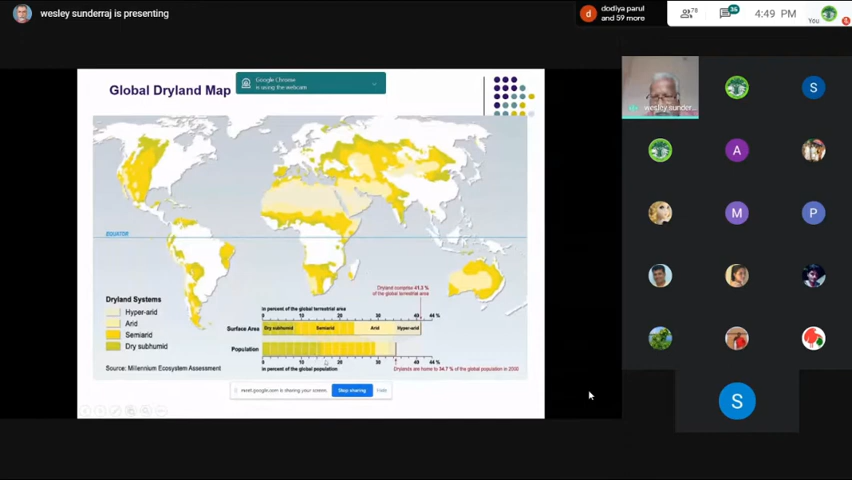 wesley sunderraj is presenting
dodiya parul
and 59 more
78
35
4:49 PM
You
Global Dryland Map
Google Chrome
is using the webcam
wesley sunder...
EQUATOR
Dryland comprise 41.3 %
of the global terrestrial area
Dryland Systems
Hyper-arid
Arid
Semiarid
Dry subhumid
in percent of the global terrestrial area
0 10 20 30 40 44 %
Surface Area
Dry subhumid Semiarid Arid Hyper-arid
Population
0 10 20 30 40 44 %
in percent of the global population
Drylands are home to 34.7 % of the global population in 2000
Source: Millennium Ecosystem Assessment
meet.google.com is sharing your screen.
Stop sharing
Hide
d
S
A
M
P
S